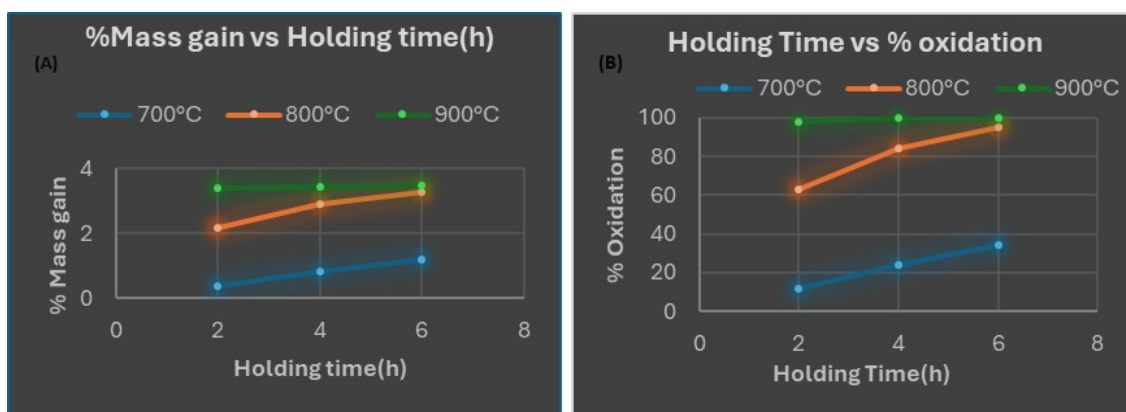 %Mass gain vs Holding time(h)
(A)
700°C 800°C 900°C
4
2
0
% Mass gain
0 2 4 6 8
Holding time(h)
Holding Time vs % oxidation
(B)
700°C 800°C 900°C
100
80
60
40
20
0
% Oxidation
0 2 4 6 8
Holding Time(h)